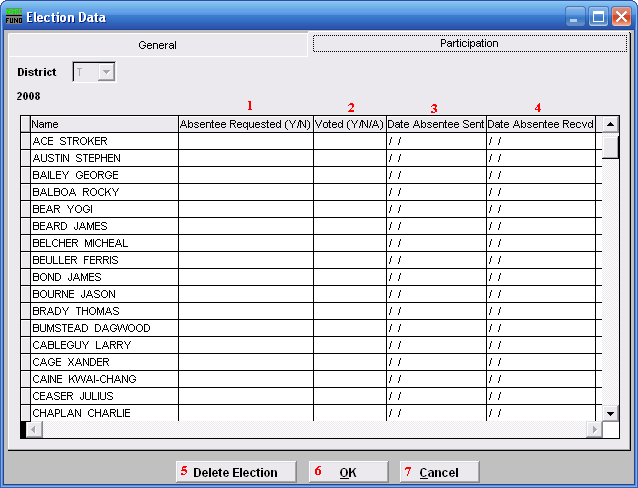 FUND Election Data
General Participation
District T
2008
1 2 3 4
Name Absentee Requested (Y/N) Voted (Y/N/A) Date Absentee Sent Date Absentee Recvd
ACE STROKER / / / /
AUSTIN STEPHEN / / / /
BAILEY GEORGE / / / /
BALBOA ROCKY / / / /
BEAR YOGI / / / /
BEARD JAMES / / / /
BELCHER MICHEAL / / / /
BEULLER FERRIS / / / /
BOND JAMES / / / /
BOURNE JASON / / / /
BRADY THOMAS / / / /
BUMSTEAD DAGWOOD / / / /
CABLEGUY LARRY / / / /
CAGE XANDER / / / /
CAINE KWAI-CHANG / / / /
CEASER JULIUS / / / /
CHAPLAN CHARLIE / / / /
5 Delete Election 6 OK 7 Cancel